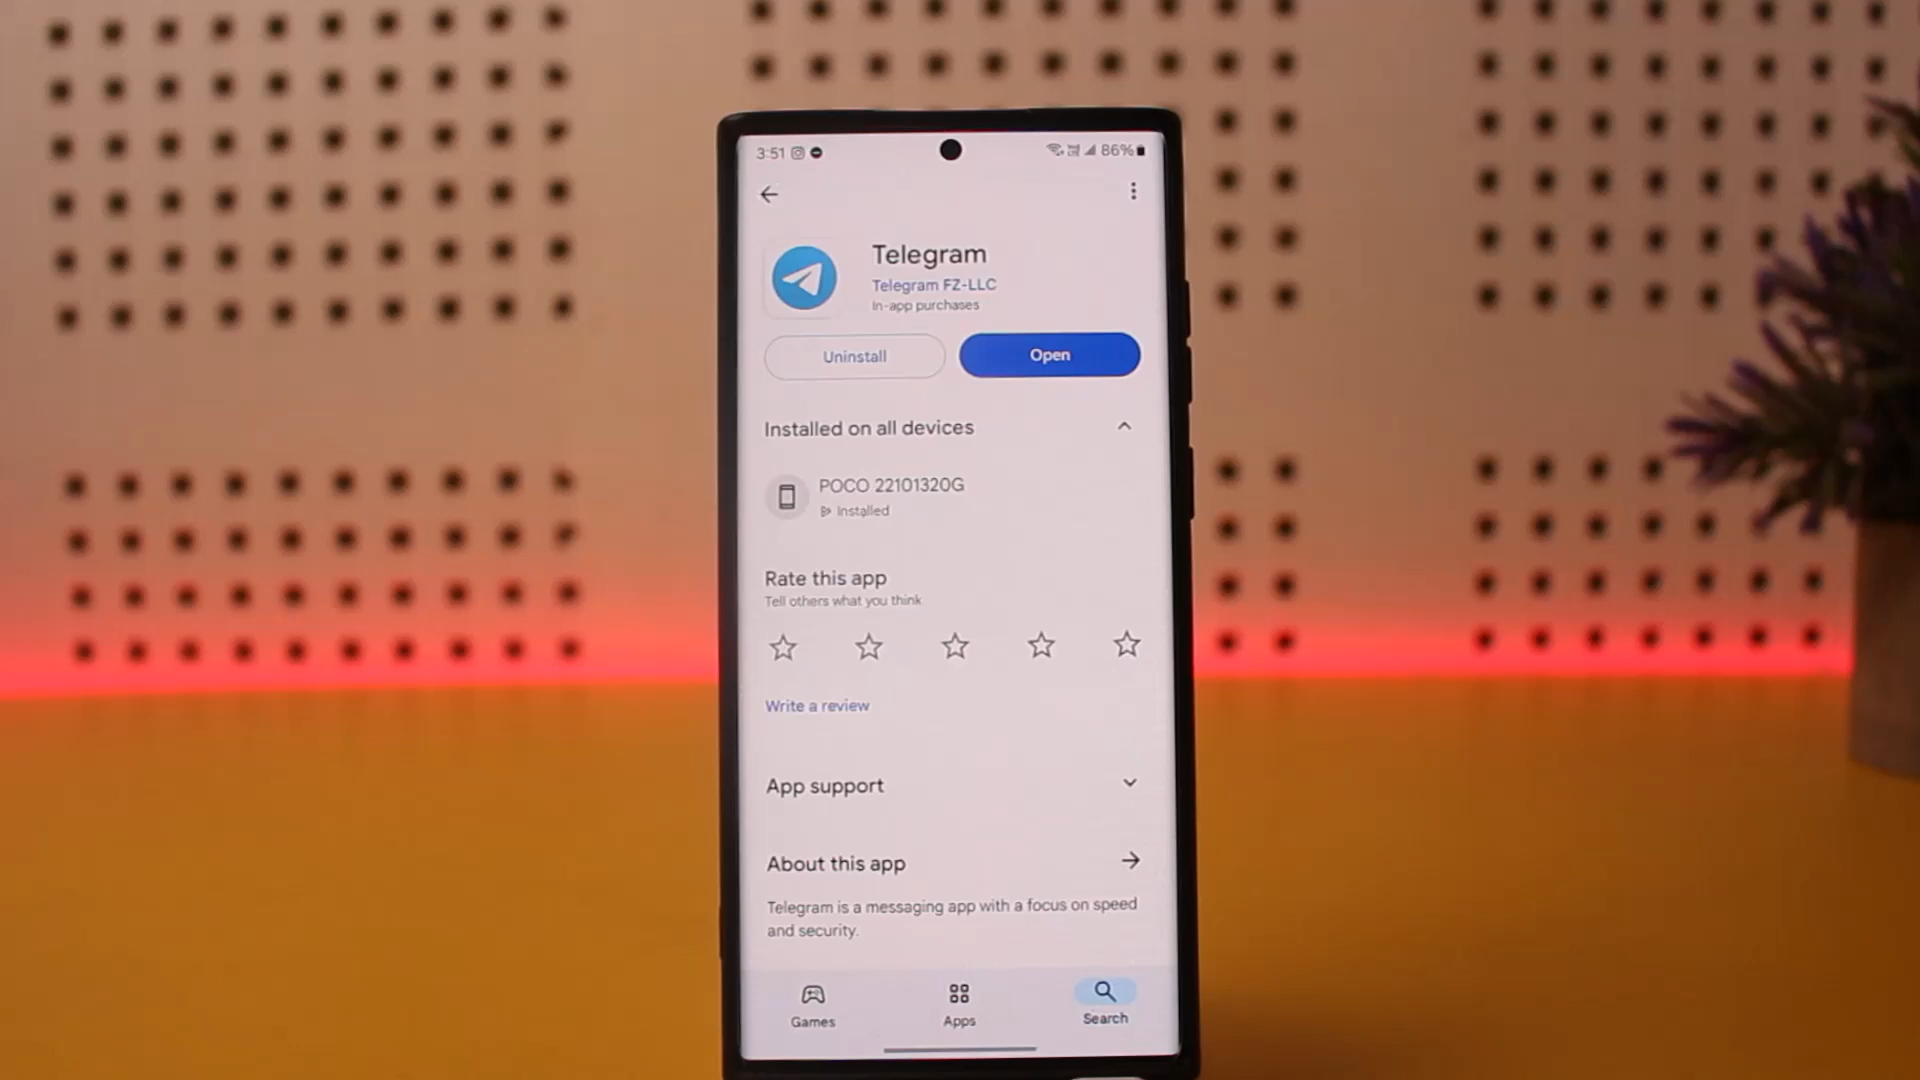 3:51
86%
Telegram
Telegram FZ-LLC
In-app purchases
Uninstall
Open
Installed on all devices
POCO 22101320G
Installed
Rate this app
Tell others what you think
Write a review
App support
About this app
Telegram is a messaging app with a focus on speed
and security.
Games
Apps
Search